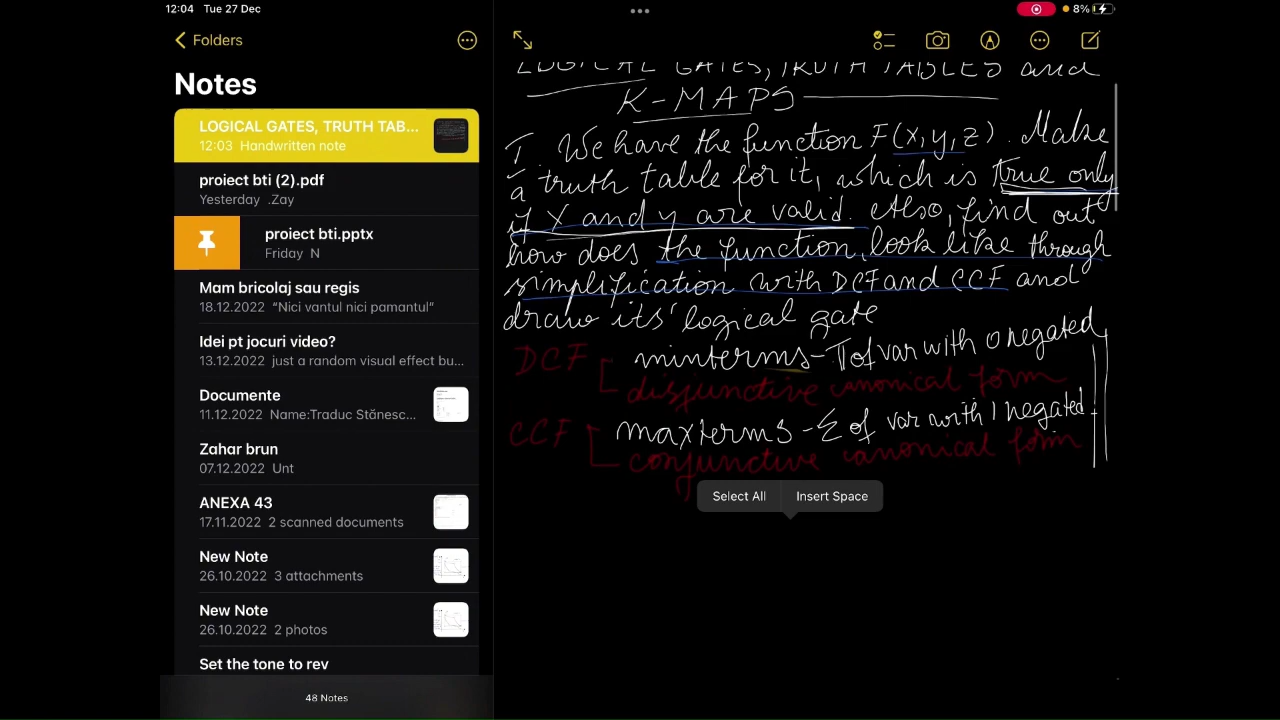 12:04 Tue 27 Dec
8%
Folders
Notes
LOGICAL GATES, TRUTH TAB...
12:03 Handwritten note
proiect bti (2).pdf
Yesterday .Zay
proiect bti.pptx
Friday N
Mam bricolaj sau regis
18.12.2022 “Nici vantul nici pamantul”
Idei pt jocuri video?
13.12.2022 just a random visual effect bu...
Documente
11.12.2022 Name:Traduc Stănesc...
Zahar brun
07.12.2022 Unt
ANEXA 43
17.11.2022 2 scanned documents
New Note
26.10.2022 3 attachments
New Note
26.10.2022 2 photos
Set the tone to rev
48 Notes
LOGICAL GATES, TRUTH TABLES and
K-MAPS
I We have the function F(x,y,z). Make
a truth table for it, which is true only
if x and y are valid. Also, find out
how does the function look like through
simplification with DCF and CCF and
draw its' logical gate
DCF [ minterms - π of var with 0 negated
disjunctive canonical form
CCF [ maxterms - Σ of var with 1 negated
conjunctive canonical form
Select All Insert Space